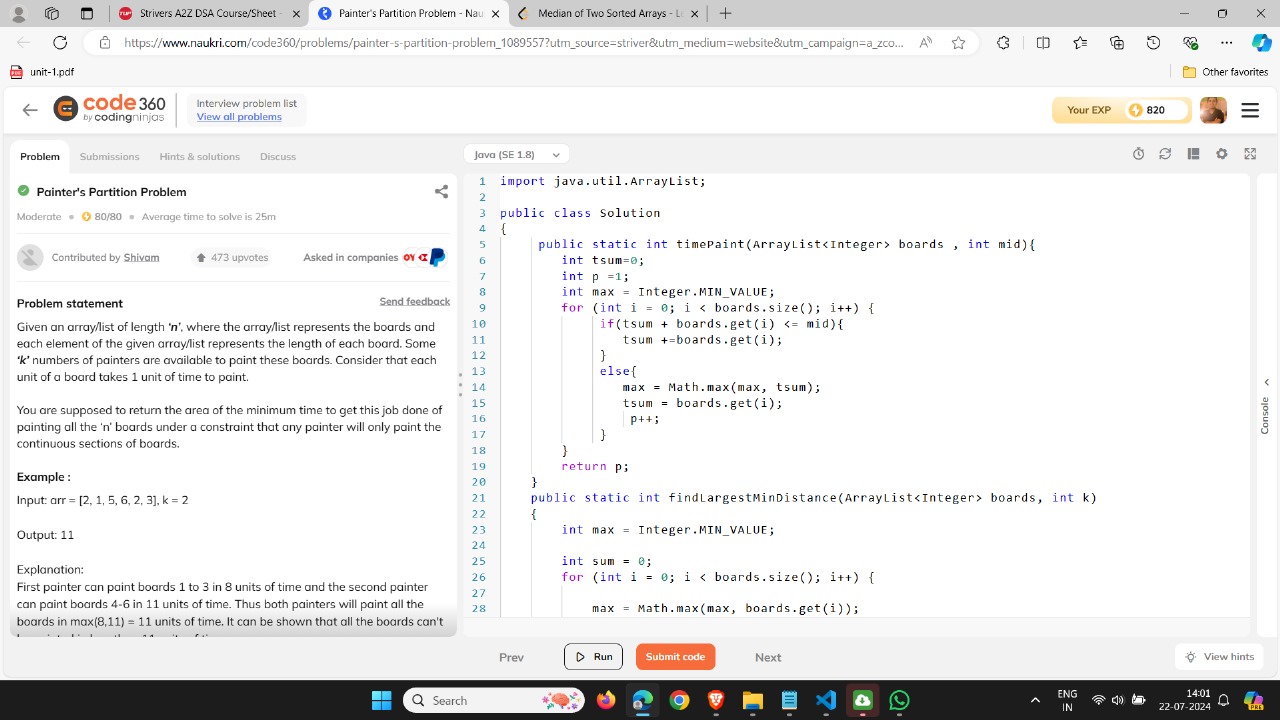 Strivers A2Z DSA Course/Sheet -
Painter's Partition Problem - Nau
Median of Two Sorted Arrays - L
https://www.naukri.com/code360/problems/painter-s-partition-problem_1089557?utm_source=striver&utm_medium=website&utm_campaign=a_zco...
unit-1.pdf
Other favorites
code 360
by codingninjas
Interview problem list
View all problems
Your EXP
820
Problem
Submissions
Hints & solutions
Discuss
Java (SE 1.8)
Painter's Partition Problem
Moderate
80/80
Average time to solve is 25m
Contributed by Shivam
473 upvotes
Asked in companies
Problem statement
Send feedback
Given an array/list of length ‘n’, where the array/list represents the boards and
each element of the given array/list represents the length of each board. Some
‘k’ numbers of painters are available to paint these boards. Consider that each
unit of a board takes 1 unit of time to paint.
You are supposed to return the area of the minimum time to get this job done of
painting all the ‘n’ boards under a constraint that any painter will only paint the
continuous sections of boards.
Example :
Input: arr = [2, 1, 5, 6, 2, 3], k = 2
Output: 11
Explanation:
First painter can paint boards 1 to 3 in 8 units of time and the second painter
can paint boards 4-6 in 11 units of time. Thus both painters will paint all the
boards in max(8,11) = 11 units of time. It can be shown that all the boards can't
1 import java.util.ArrayList;
2
3 public class Solution
4 {
5 public static int timePaint(ArrayList<Integer> boards , int mid){
6 int tsum=0;
7 int p =1;
8 int max = Integer.MIN_VALUE;
9 for (int i = 0; i < boards.size(); i++) {
10 if(tsum + boards.get(i) <= mid){
11 tsum +=boards.get(i);
12 }
13 else{
14 max = Math.max(max, tsum);
15 tsum = boards.get(i);
16 p++;
17 }
18 }
19 return p;
20 }
21 public static int findLargestMinDistance(ArrayList<Integer> boards, int k)
22 {
23 int max = Integer.MIN_VALUE;
24
25 int sum = 0;
26 for (int i = 0; i < boards.size(); i++) {
27
28 max = Math.max(max, boards.get(i));
Console
Prev
Run
Submit code
Next
View hints
Search
ENG
IN
14:01
22-07-2024